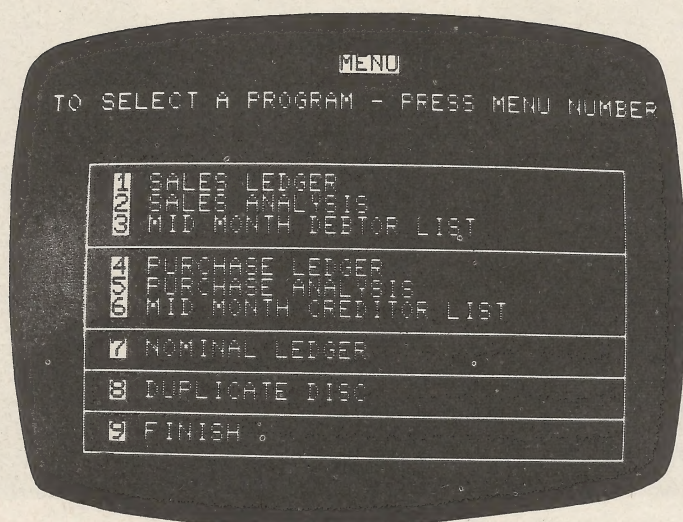 MENU
TO SELECT A PROGRAM - PRESS MENU NUMBER
1 SALES LEDGER
2 SALES ANALYSIS
3 MID MONTH DEBTOR LIST
4 PURCHASE LEDGER
5 PURCHASE ANALYSIS
6 MID MONTH CREDITOR LIST
7 NOMINAL LEDGER
8 DUPLICATE DISC
9 FINISH